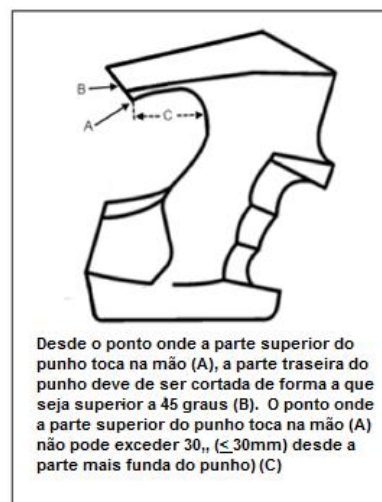 B
C
A
Desde o ponto onde a parte superior do
punho toca na mão (A), a parte traseira do
punho deve de ser cortada de forma a que
seja superior a 45 graus (B). O ponto onde
a parte superior do punho toca na mão (A)
não pode exceder 30,, (< 30mm) desde a
parte mais funda do punho) (C)